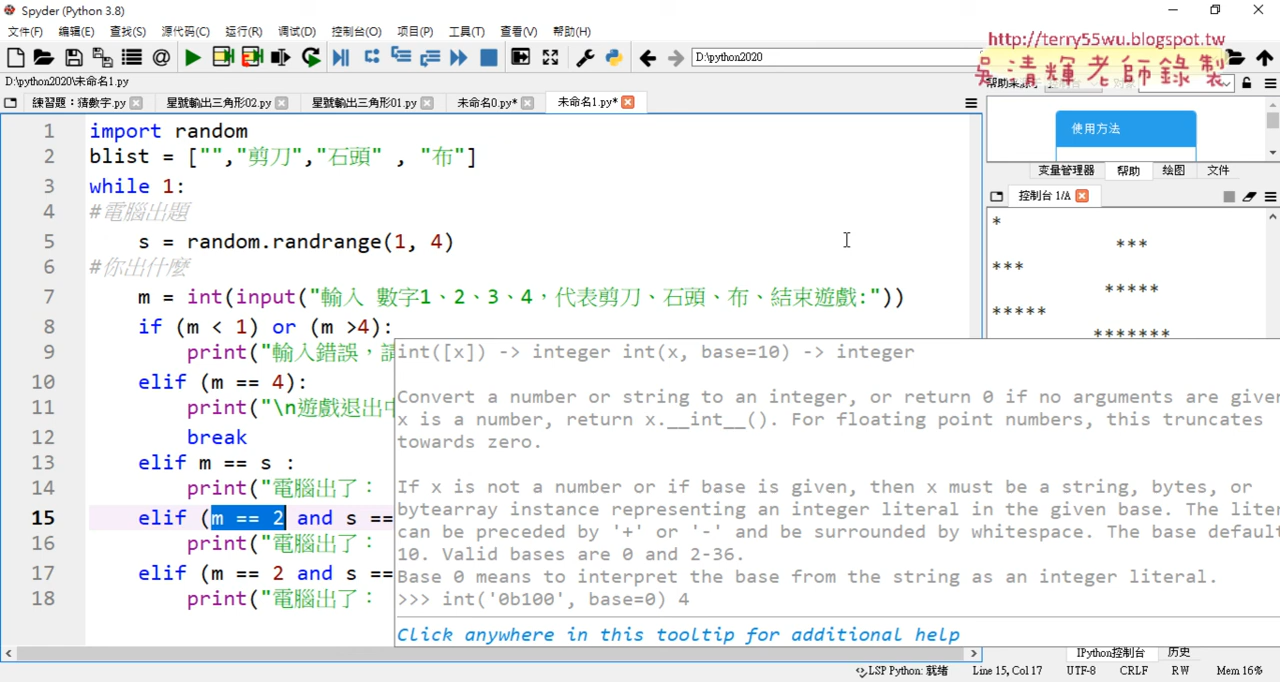 Spyder (Python 3.8)
文件(F) 编辑(E) 查找(S) 源代码(C) 运行(R) 调试(D) 控制台(O) 项目(P) 工具(T) 查看(V) 帮助(H)
http://terry55wu.blogspot.tw
D:\python2020
吳清輝老師錄製
D:\python2020\未命名1.py
練習題：猜數字.py 星號輸出三角形02.py 星號輸出三角形01.py 未命名0.py* 未命名1.py*
1 import random
2 blist = ["","剪刀","石頭" , "布"]
3 while 1:
4 #電腦出題
5 s = random.randrange(1, 4)
6 #你出什麼
7 m = int(input("輸入 數字1、2、3、4，代表剪刀、石頭、布、結束遊戲:"))
8 if (m < 1) or (m >4):
9 print("輸入錯誤，請
10 elif (m == 4):
11 print("\n遊戲退出中
12 break
13 elif m == s :
14 print("電腦出了：
15 elif (m == 2 and s ==
16 print("電腦出了：
17 elif (m == 2 and s ==
18 print("電腦出了：
int([x]) -> integer int(x, base=10) -> integer
Convert a number or string to an integer, or return 0 if no arguments are given
x is a number, return x.__int__(). For floating point numbers, this truncates
towards zero.
If x is not a number or if base is given, then x must be a string, bytes, or
bytearray instance representing an integer literal in the given base. The liter
can be preceded by '+' or '-' and be surrounded by whitespace. The base default
10. Valid bases are 0 and 2-36.
Base 0 means to interpret the base from the string as an integer literal.
>>> int('0b100', base=0) 4
Click anywhere in this tooltip for additional help
帮助来源
使用方法
变量管理器 帮助 绘图 文件
控制台 1/A
*
***
***
*****
*****
*******
IPython控制台 历史
LSP Python: 就绪 Line 15, Col 17 UTF-8 CRLF RW Mem 16%